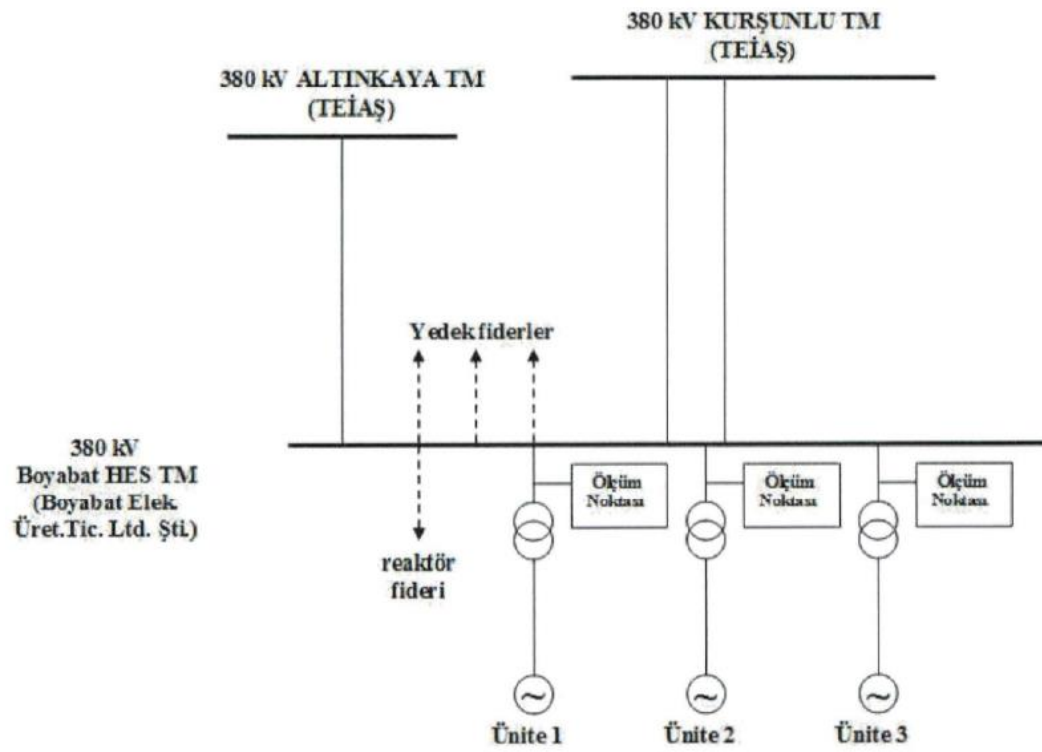 380 kV KURŞUNLU TM
(TEİAŞ)
380 kV ALTINKAYA TM
(TEİAŞ)
Yedek fiderler
380 kV
Boyabat HES TM
(Boyabat Elek.
Üret.Tic. Ltd. Şti.)
Ölçüm
Noktası
Ölçüm
Noktası
Ölçüm
Noktası
reaktör
fideri
Ünite 1
Ünite 2
Ünite 3